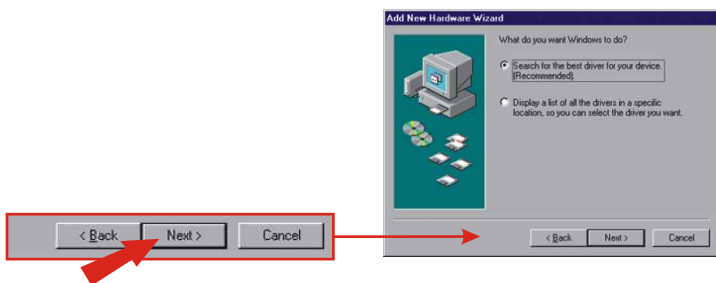 Add New Hardware Wizard
What do you want Windows to do?
Search for the best driver for your device.
(Recommended).
Display a list of all the drivers in a specific
location, so you can select the driver you want.
< Back Next > Cancel
< Back Next > Cancel